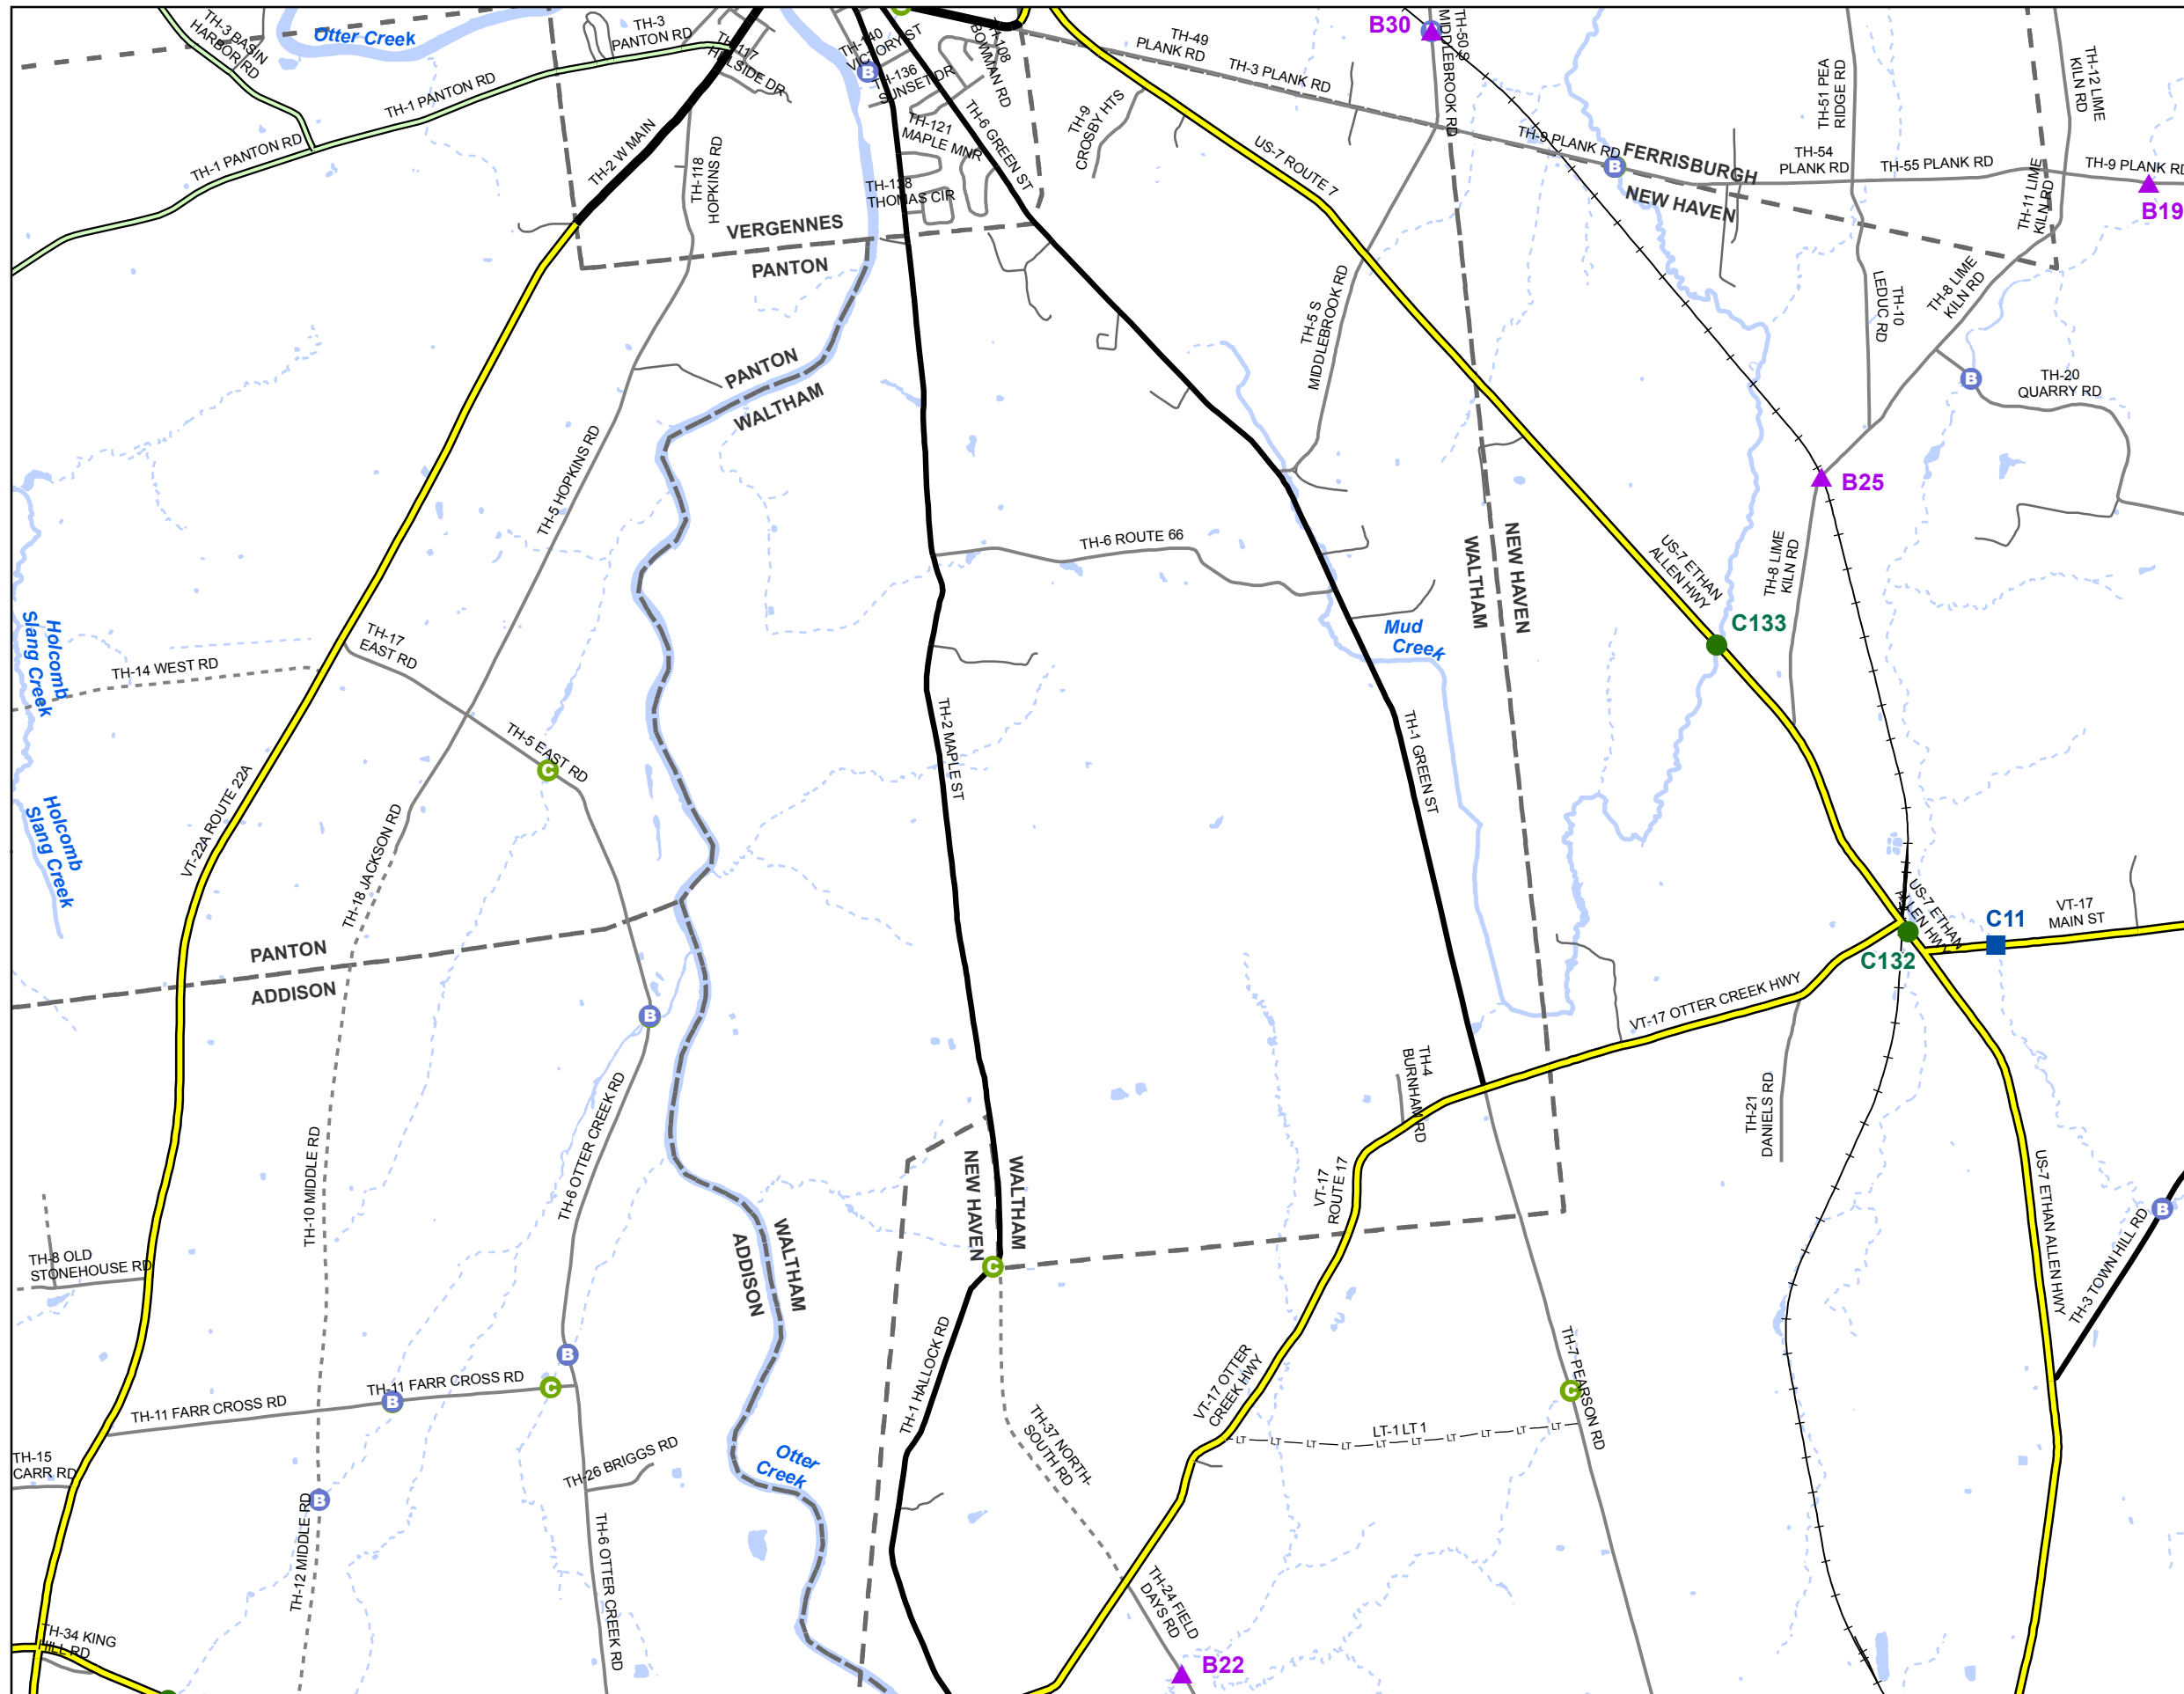 TH-3 BASIN
HARBOR RD
Otter Creek
TH-3
PANTON RD
TH-117
HILLSIDE DR
TH-140
VICTORY ST
B
TH-136
SUNSET DR
TH-108
BOWMAN RD
TH-49
PLANK RD
TH-3 PLANK RD
B30
TH-50 S
MIDDLEBROOK RD
TH-51 PEA
RIDGE RD
TH-12 LIME
KILN RD
TH-1 PANTON RD
TH-1 PANTON RD
TH-2 W MAIN
TH-118
HOPKINS RD
TH-121
MAPLE MNR
TH-6 GREEN ST
TH-9
CROSBY HTS
US-7 ROUTE 7
TH-9 PLANK RD
B
FERRISBURGH
NEW HAVEN
TH-54
PLANK RD
TH-55 PLANK RD
TH-9 PLANK RD
B19
TH-138
THOMAS CIR
VERGENNES
PANTON
TH-11 LIME
KILN RD
TH-8 LIME
KILN RD
TH-10
LEDUC RD
TH-5 S
MIDDLEBROOK RD
PANTON
WALTHAM
B
TH-20
QUARRY RD
TH-5 HOPKINS RD
B25
TH-6 ROUTE 66
WALTHAM
NEW HAVEN
US-7 ETHAN
ALLEN HWY
TH-8 LIME
KILN RD
Holcomb
Slang Creek
TH-14 WEST RD
TH-17
EAST RD
Mud
Creek
C133
TH-5 EAST RD
C
TH-2 MAPLE ST
TH-1 GREEN ST
VT-22A ROUTE 22A
Holcomb
Slang Creek
TH-18 JACKSON RD
US-7 ETHAN
ALLEN HWY
C11
VT-17
MAIN ST
C132
PANTON
ADDISON
VT-17 OTTER CREEK HWY
B
TH-4
BURNHAM RD
TH-21
DANIELS RD
TH-6 OTTER CREEK RD
TH-10 MIDDLE RD
NEW HAVEN
WALTHAM
VT-17
ROUTE 17
US-7 ETHAN ALLEN HWY
B
TH-3 TOWN HILL RD
TH-8 OLD
STONEHOUSE RD
WALTHAM
ADDISON
C
TH-1 HALLOCK RD
B
TH-11 FARR CROSS RD
C
TH-11 FARR CROSS RD
B
VT-17 OTTER
CREEK HWY
TH-7 PEARSON RD
C
LT-1 LT 1
LT LT LT LT LT LT LT LT LT LT
TH-37 NORTH-
SOUTH RD
TH-15
CARR RD
TH-26 BRIGGS RD
Otter
Creek
B
TH-12 MIDDLE RD
TH-6 OTTER CREEK RD
TH-24 FIELD
DAYS RD
TH-34 KING
HILL RD
B22